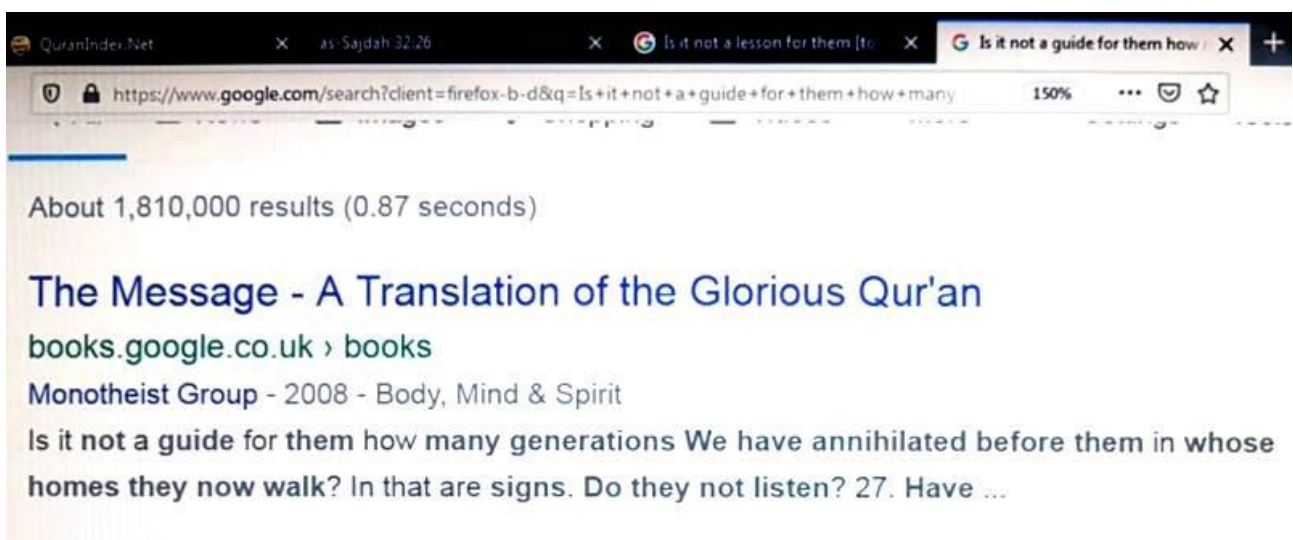 QuranIndex.Net as-Sajdah 32:26 Is it not a lesson for them [to Is it not a guide for them how
https://www.google.com/search?client=firefox-b-d&q=Is+it+not+a+guide+for+them+how+many 150%
About 1,810,000 results (0.87 seconds)
The Message - A Translation of the Glorious Qur'an
books.google.co.uk › books
Monotheist Group - 2008 - Body, Mind & Spirit
Is it not a guide for them how many generations We have annihilated before them in whose
homes they now walk? In that are signs. Do they not listen? 27. Have ...